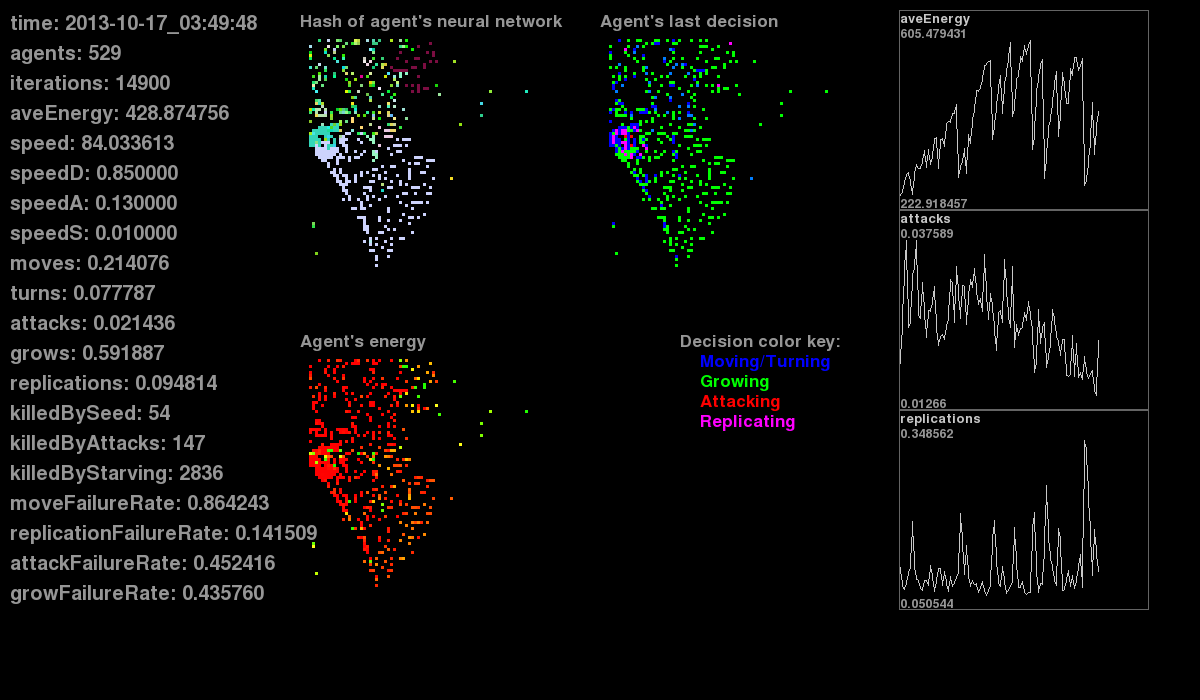 time: 2013-10-17_03:49:48
agents: 529
iterations: 14900
aveEnergy: 428.874756
speed: 84.033613
speedD: 0.850000
speedA: 0.130000
speedS: 0.010000
moves: 0.214076
turns: 0.077787
attacks: 0.021436
grows: 0.591887
replications: 0.094814
killedBySeed: 54
killedByAttacks: 147
killedByStarving: 2836
moveFailureRate: 0.864243
replicationFailureRate: 0.141509
attackFailureRate: 0.452416
growFailureRate: 0.435760
Hash of agent's neural network
Agent's last decision
Agent's energy
Decision color key:
Moving/Turning
Growing
Attacking
Replicating
aveEnergy
605.479431
222.918457
attacks
0.037589
0.01266
replications
0.348562
0.050544